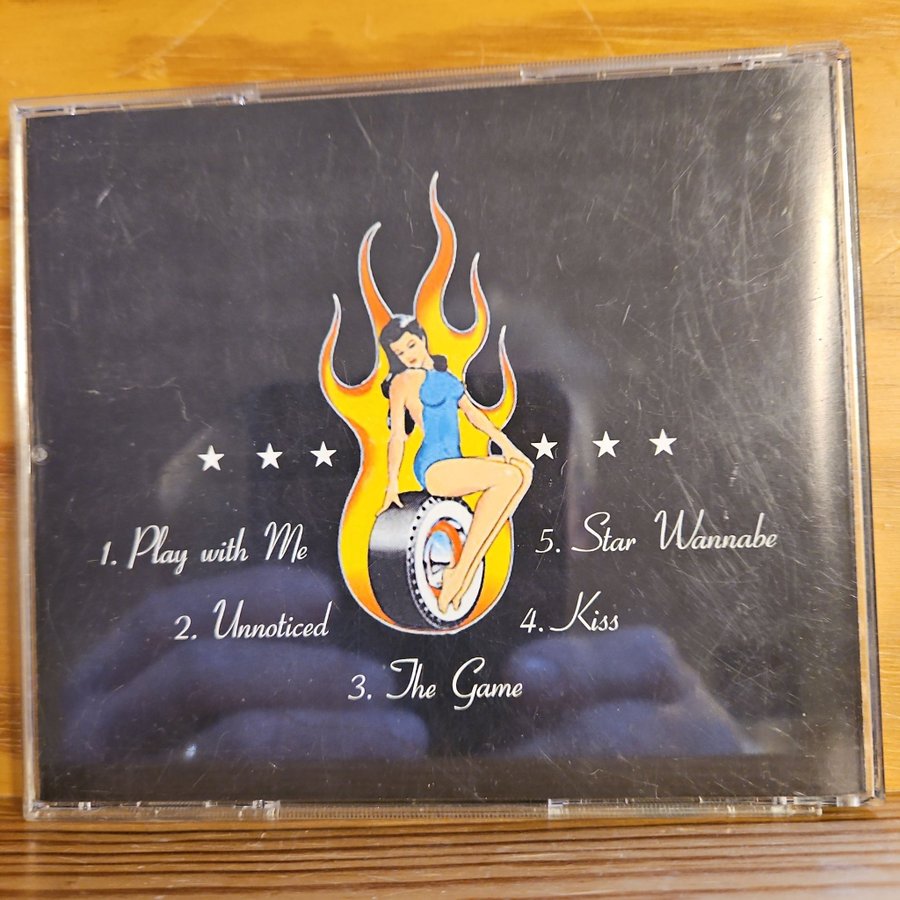 1. Play with Me
2. Unnoticed
3. The Game
4. Kiss
5. Star Wannabe